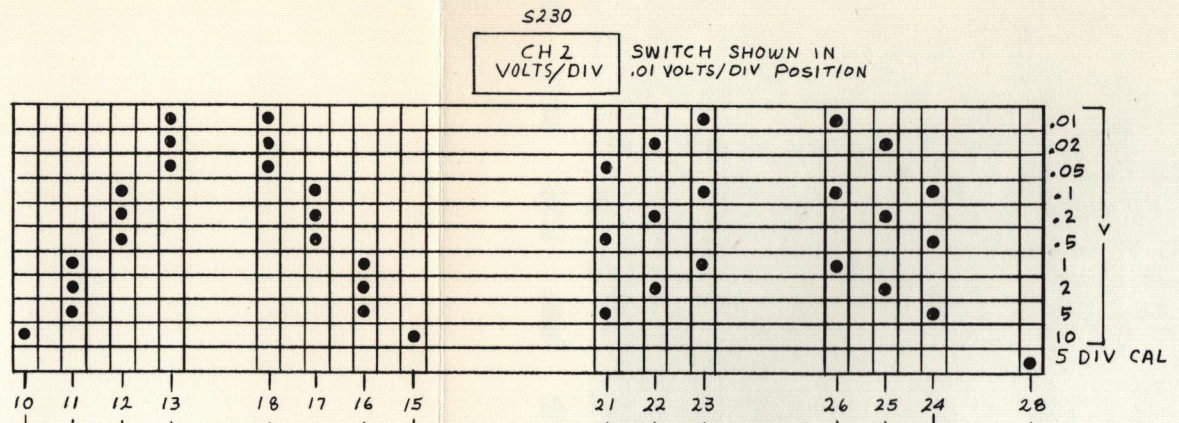 S230
CH 2
VOLTS/DIV
SWITCH SHOWN IN
.01 VOLTS/DIV POSITION
.01
.02
.05
.1
.2
.5
V
1
2
5
10
5 DIV CAL
10 11 12 13 18 17 16 15 21 22 23 26 25 24 28